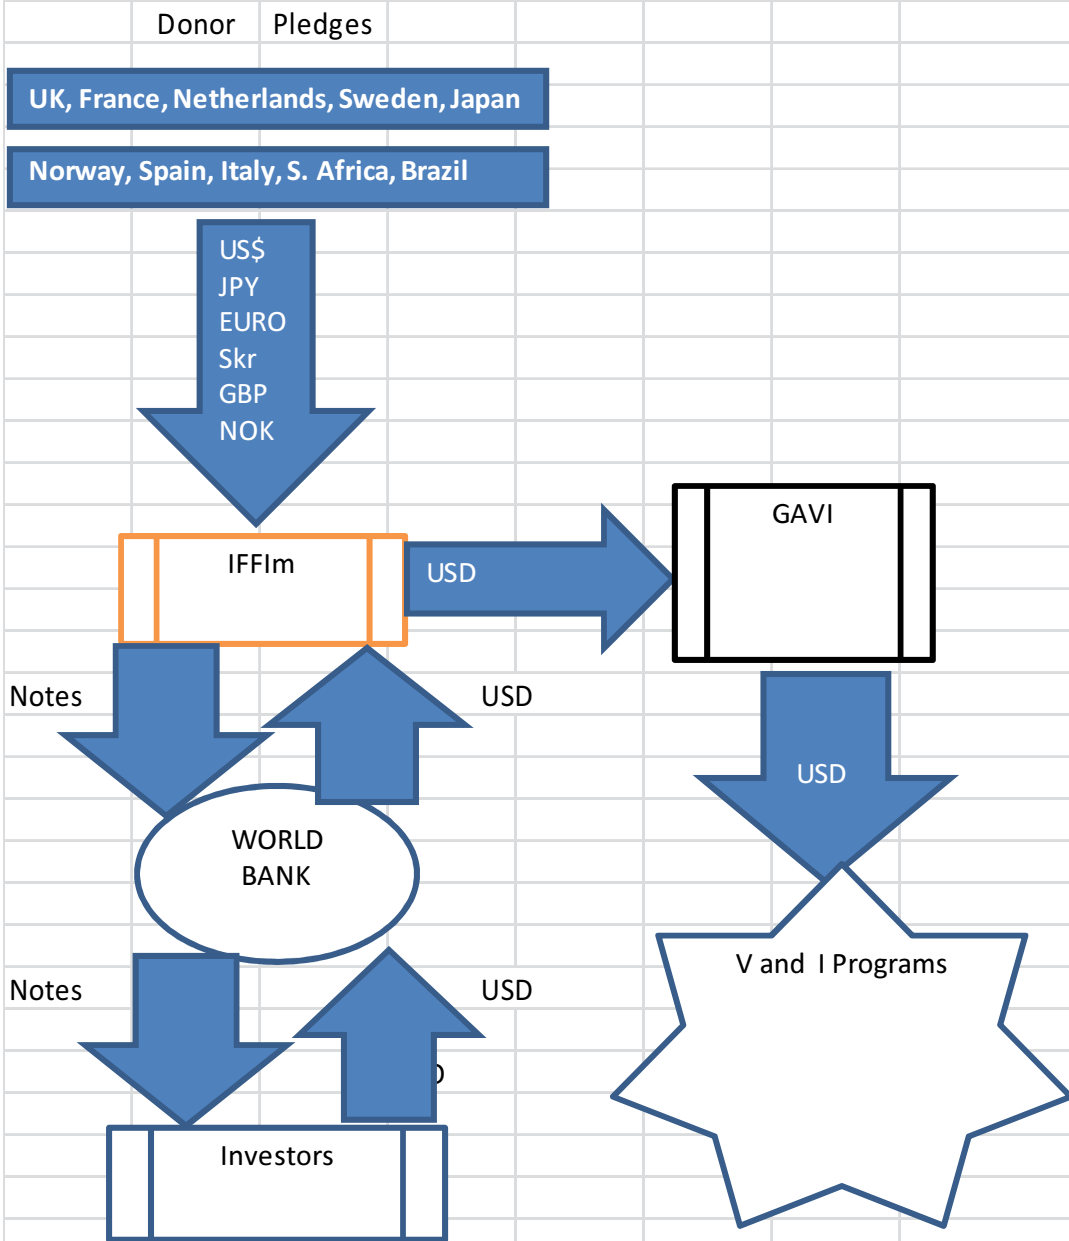 Donor Pledges
UK, France, Netherlands, Sweden, Japan
Norway, Spain, Italy, S. Africa, Brazil
US$
JPY
EURO
Skr
GBP
NOK
IFFIm
USD
GAVI
Notes
USD
USD
WORLD
BANK
V and I Programs
Notes
USD
Investors